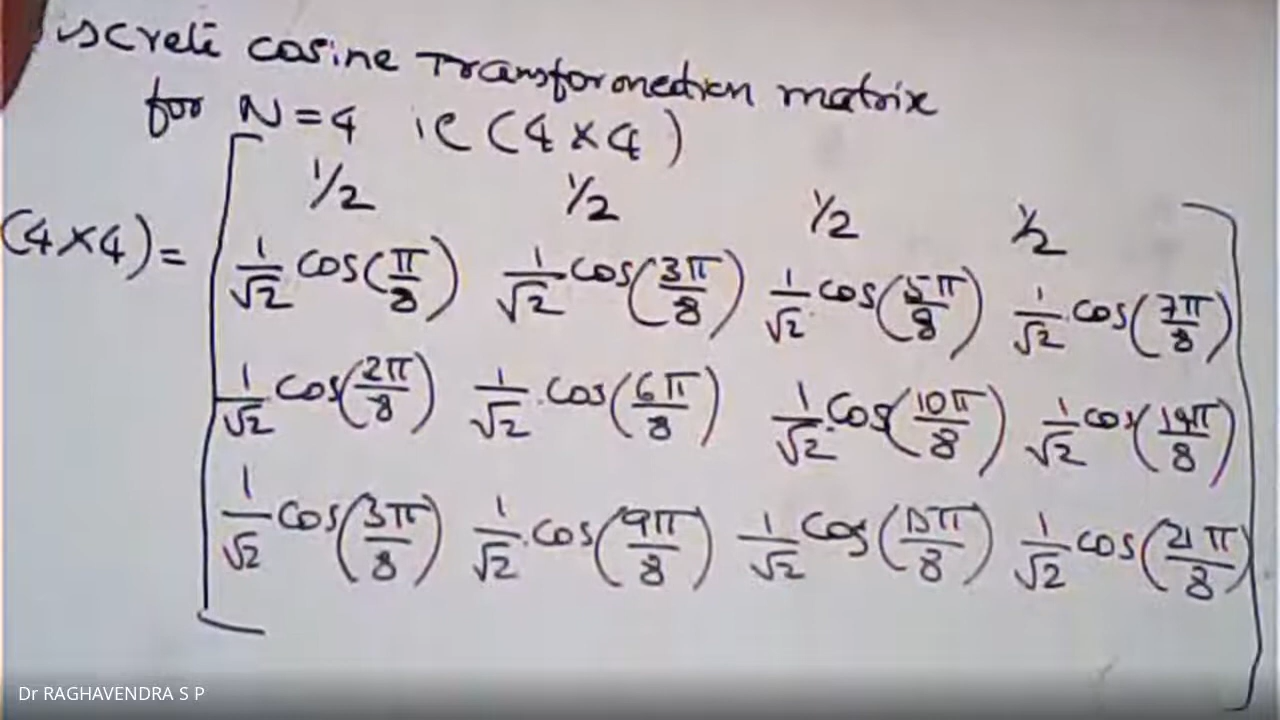 iscrete cosine Transformation matrix
for N=4 ie (4×4)
(4×4)= [ 1/2 1/2 1/2 1/2
1/√2 cos(π/8) 1/√2 cos(3π/8) 1/√2 cos(5π/8) 1/√2 cos(7π/8)
1/√2 cos(2π/8) 1/√2 cos(6π/8) 1/√2 cos(10π/8) 1/√2 cos(14π/8)
1/√2 cos(3π/8) 1/√2 cos(9π/8) 1/√2 cos(15π/8) 1/√2 cos(21π/8) ]
Dr RAGHAVENDRA S P